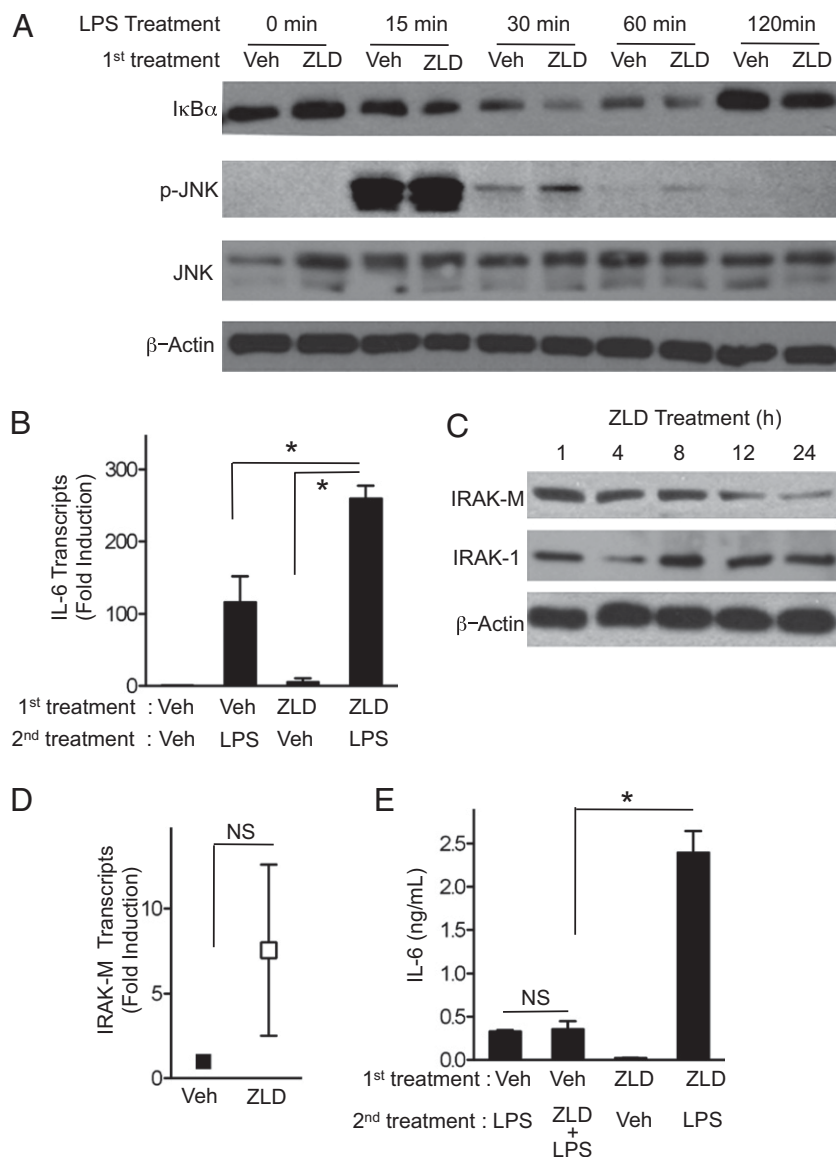 A
LPS Treatment 0 min 15 min 30 min 60 min 120min
1st treatment Veh ZLD Veh ZLD Veh ZLD Veh ZLD Veh ZLD
IκBα
p-JNK
JNK
β−Actin
B
IL-6 Transcripts
(Fold Induction)
300
200
100
0
*
*
1st treatment : Veh Veh ZLD ZLD
2nd treatment : Veh LPS Veh LPS
C
ZLD Treatment (h)
1 4 8 12 24
IRAK-M
IRAK-1
β−Actin
D
IRAK-M Transcripts
(Fold Induction)
10
5
0
NS
Veh ZLD
E
IL-6 (ng/mL)
2.5
2.0
1.5
1.0
0.5
0.0
NS
*
1st treatment : Veh Veh ZLD ZLD
2nd treatment : LPS ZLD + LPS Veh LPS